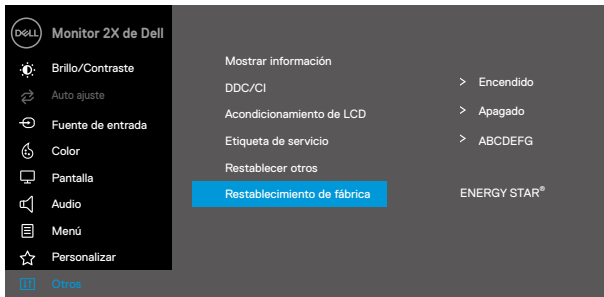 DELL
Monitor 2X de Dell
Brillo/Contraste
Auto ajuste
Fuente de entrada
Color
Pantalla
Audio
Menú
Personalizar
Otros
Mostrar información
DDC/CI > Encendido
Acondicionamiento de LCD > Apagado
Etiqueta de servicio > ABCDEFG
Restablecer otros
Restablecimiento de fábrica ENERGY STAR®